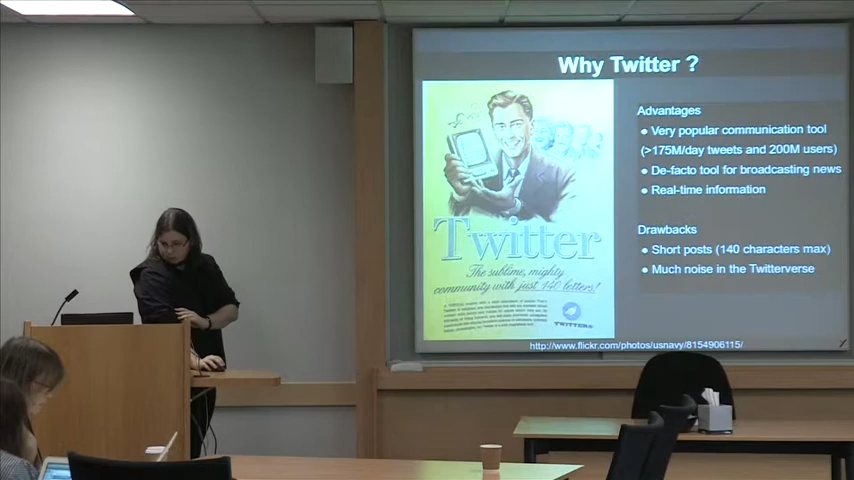 Why Twitter ?
Advantages
• Very popular communication tool
(>175M/day tweets and 200M users)
• De-facto tool for broadcasting news
• Real-time information
Drawbacks
• Short posts (140 characters max)
• Much noise in the Twitterverse
Twitter
The sublime, mighty
community with just 140 letters!
TWITTERS
http://www.flickr.com/photos/usnavy/8154906115/